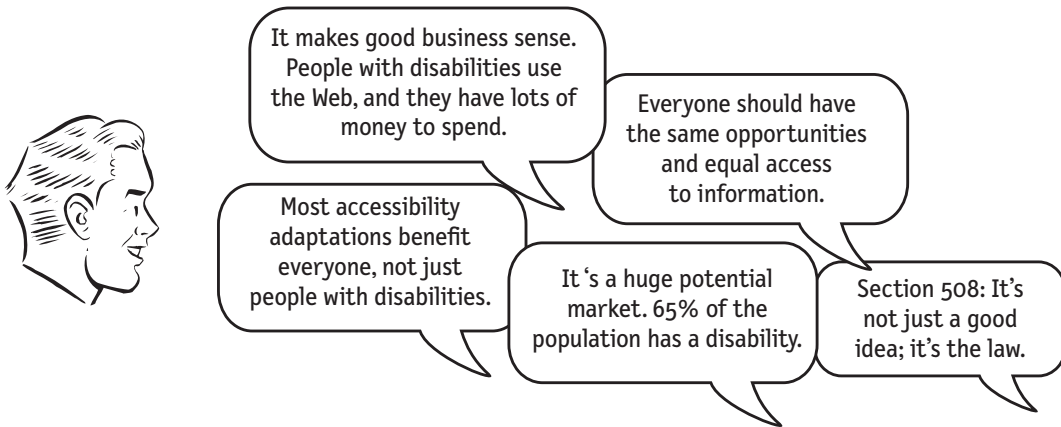 It makes good business sense.
People with disabilities use
the Web, and they have lots of
money to spend.
Everyone should have
the same opportunities
and equal access
to information.
Most accessibility
adaptations benefit
everyone, not just
people with disabilities.
It ‘s a huge potential
market. 65% of the
population has a disability.
Section 508: It’s
not just a good
idea; it’s the law.